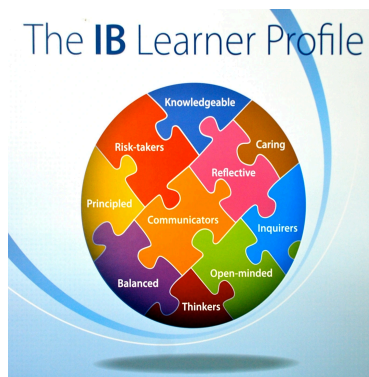 The IB Learner Profile
Knowledgeable
Risk-takers
Caring
Reflective
Principled
Communicators
Inquirers
Open-minded
Balanced
Thinkers